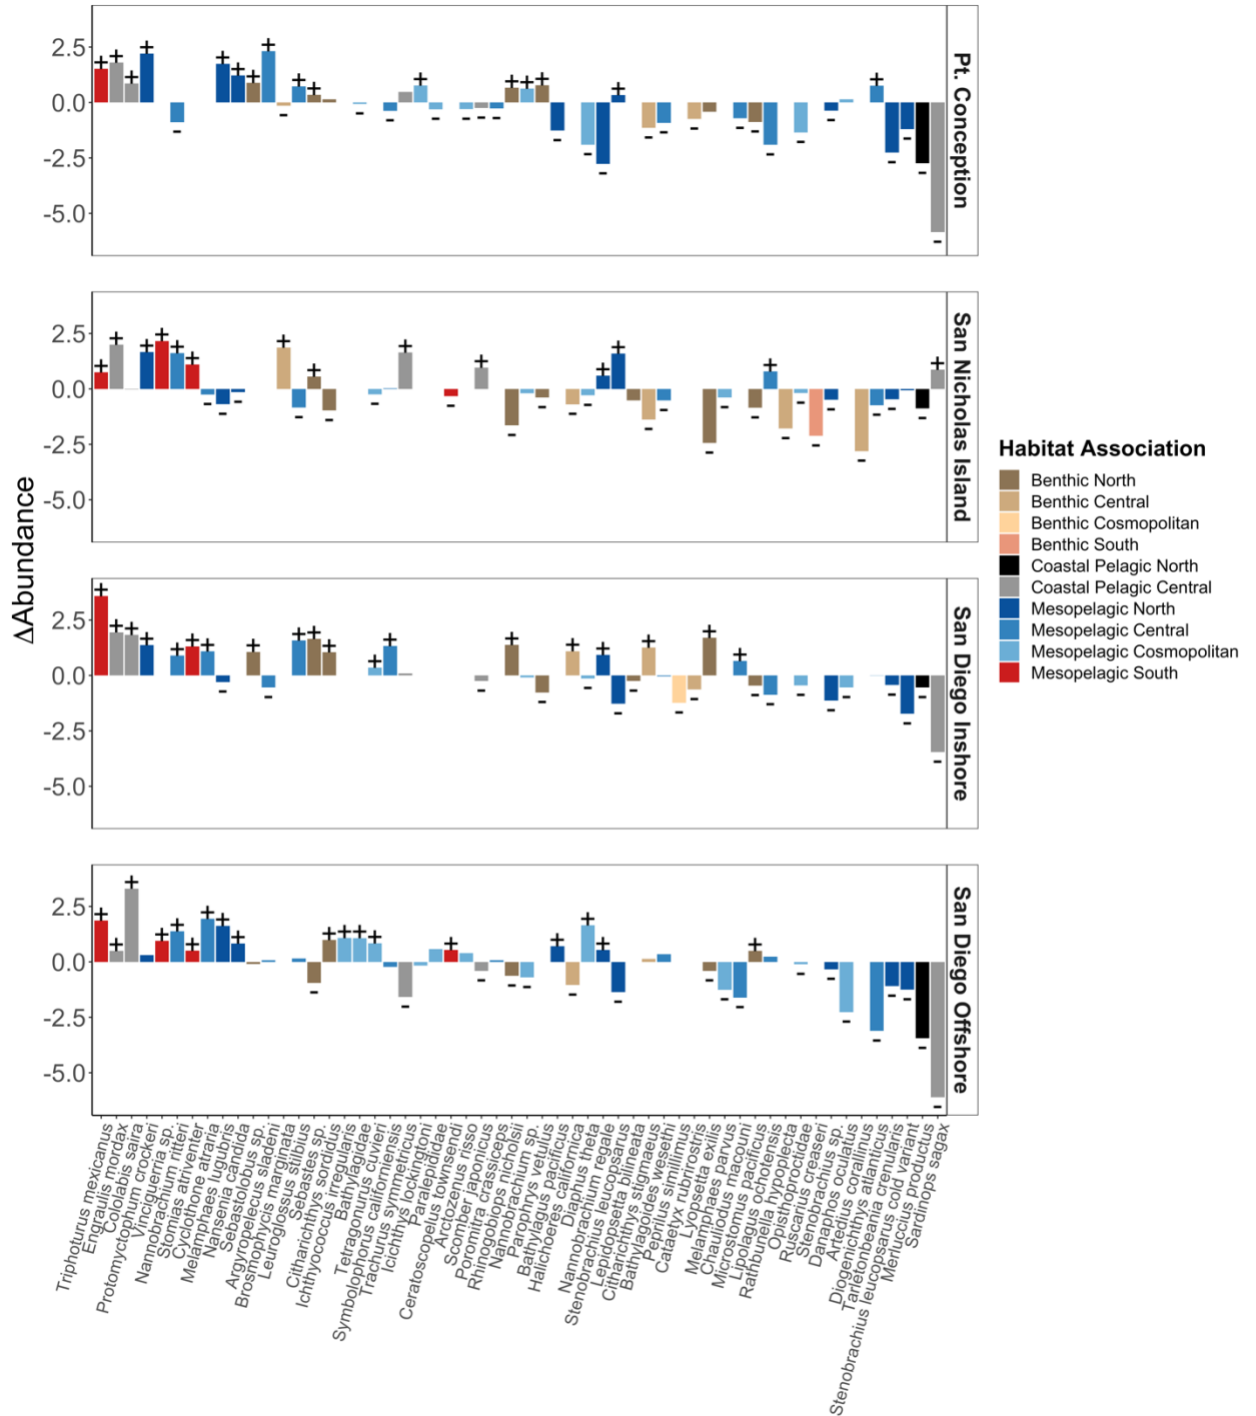 2.5
0.0
-2.5
-5.0
Pt. Conception
2.5
0.0
-2.5
-5.0
San Nicholas Island
2.5
0.0
-2.5
-5.0
San Diego Inshore
2.5
0.0
-2.5
-5.0
San Diego Offshore
ΔAbundance
Habitat Association
Benthic North
Benthic Central
Benthic Cosmopolitan
Benthic South
Coastal Pelagic North
Coastal Pelagic Central
Mesopelagic North
Mesopelagic Central
Mesopelagic Cosmopolitan
Mesopelagic South
Triphoturus mexicanus
Engraulis mordax
Cololabis saira
Protomyctophum crockeri
Vinciguerria sp.
Nannobrachium ritteri
Stomias atriventer
Cyclothone atraria
Melamphaes lugubris
Nansenia candida
Sebastolobus sp.
Argyropelecus sladeni
Brosmophycis marginata
Leuroglossus stilbius
Sebastes sp.
Citharichthys sordidus
Ichthyococcus irregularis
Bathylagidae
Tetragonurus cuvieri
Symbolophorus californiensis
Trachurus symmetricus
Icichthys lockingtoni
Paralepididae
Ceratoscopelus townsendi
Arctozenus risso
Scomber japonicus
Poromitra crassiceps
Rhinogobiops nicholsii
Nannobrachium sp.
Parophrys vetulus
Bathylagus pacificus
Halichoeres californica
Diaphus theta
Nannobrachium regale
Stenobrachius leucopsarus
Lepidopsetta bilineata
Citharichthys stigmaeus
Bathylagoides wesethi
Peprilus simillimus
Cataetyx rubrirostris
Lyopsetta exilis
Melamphaes parvus
Chauliodus macouni
Microstomus pacificus
Lipolagus ochotensis
Rathbunella hypoplecta
Opisthoproctidae
Ruscarius creaseri
Stenobrachius sp.
Danaphos oculatus
Artedius corallinus
Diogenichthys atlanticus
Tarletonbeania crenularis
Stenobrachius leucopsarus cold variant
Merluccius productus
Sardinops sagax